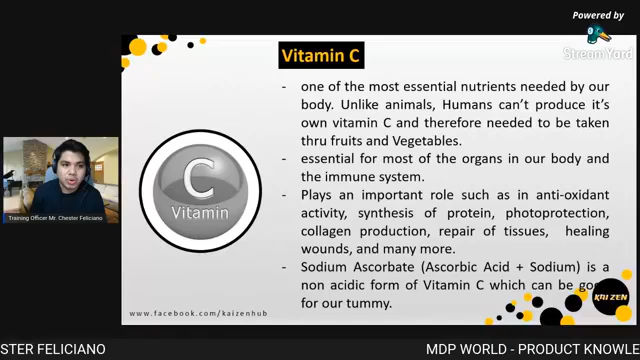 Powered by
StreamYard
Vitamin C
- one of the most essential nutrients needed by our
body. Unlike animals, Humans can't produce it's
own vitamin C and therefore needed to be taken
thru fruits and Vegetables.
- essential for most of the organs in our body and
the immune system.
- Plays an important role such as in anti-oxidant
activity, synthesis of protein, photoprotection,
collagen production, repair of tissues, healing
wounds, and many more.
- Sodium Ascorbate (Ascorbic Acid + Sodium) is a
non acidic form of Vitamin C which can be
for our tummy.
C
Vitamin
Training Officer Mr. Chester Feliciano
www.facebook.com/kaizenhub
KAIZEN
STER FELICIANO
MDP WORLD - PRODUCT KNOWLE